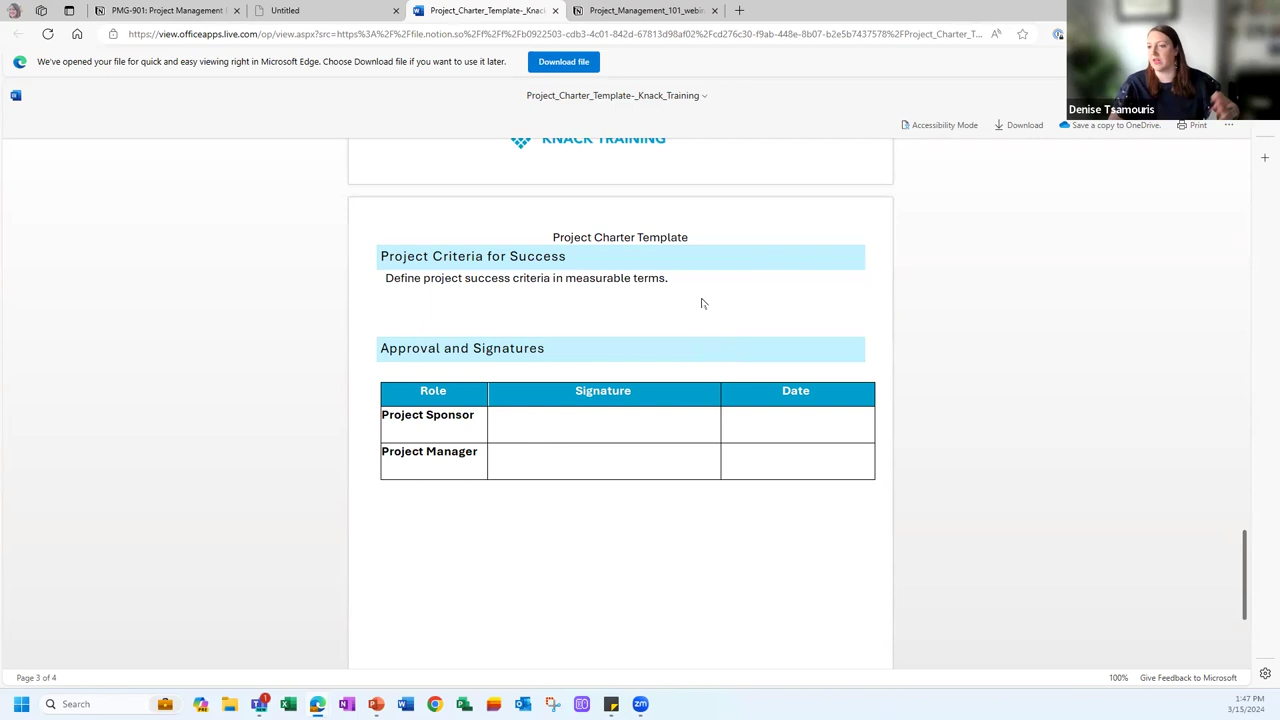 PMG-901: Project Management
Untitled
Project_Charter_Template-_Knack
Project_Management_101_webin
https://view.officeapps.live.com/op/view.aspx?src=https%3A%2F%2Ffile.notion.so%2Ff%2Ff%2Ffb0922503-cdb3-4c01-842d-67813d98af02%2Fcd276c30-f9ab-448e-8b07-b2e5b7437578%2FProject_Charter_T...
We've opened your file for quick and easy viewing right in Microsoft Edge. Choose Download file if you want to use it later.
Download file
Project_Charter_Template-_Knack_Training
Denise Tsamouris
Accessibility Mode
Download
Save a copy to OneDrive.
Print
KNACK TRAINING
Project Charter Template
Project Criteria for Success
Define project success criteria in measurable terms.
Approval and Signatures
Role Signature Date
Project Sponsor
Project Manager
Page 3 of 4
100%
Give Feedback to Microsoft
Search
1
1:47 PM
3/15/2024